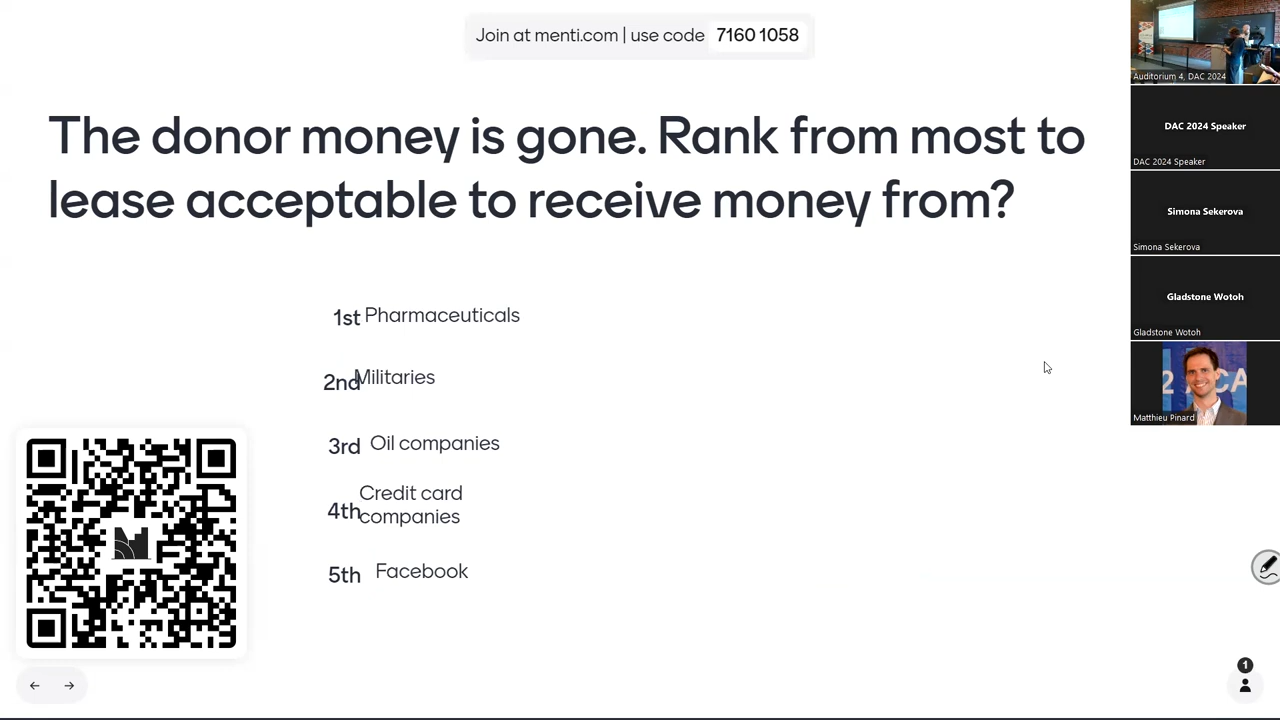 Join at menti.com | use code 7160 1058
The donor money is gone. Rank from most to
lease acceptable to receive money from?
1st Pharmaceuticals
2nd Militaries
3rd Oil companies
4th Credit card
companies
5th Facebook
Auditorium 4, DAC 2024
DAC 2024 Speaker
DAC 2024 Speaker
Simona Sekerova
Simona Sekerova
Gladstone Wotoh
Gladstone Wotoh
Matthieu Pinard
1